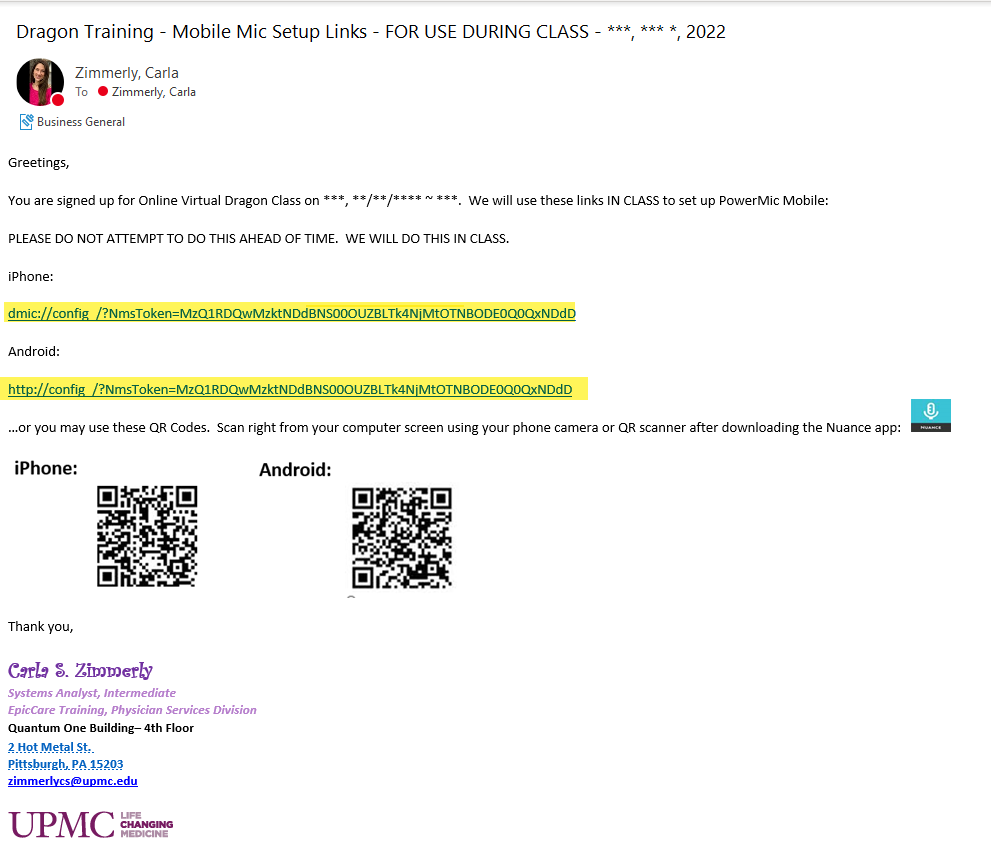 Dragon Training - Mobile Mic Setup Links - FOR USE DURING CLASS - ***, *** *, 2022
Zimmerly, Carla
To Zimmerly, Carla
Business General
Greetings,
You are signed up for Online Virtual Dragon Class on ***, **/**/**** ~ ***. We will use these links IN CLASS to set up PowerMic Mobile:
PLEASE DO NOT ATTEMPT TO DO THIS AHEAD OF TIME. WE WILL DO THIS IN CLASS.
iPhone:
dmic://config_/?NmsToken=MzQ1RDQwMzktNDdBNS00OUZBLTk4NjMtOTNBODE0Q0QxNDdD
Android:
http://config_/?NmsToken=MzQ1RDQwMzktNDdBNS00OUZBLTk4NjMtOTNBODE0Q0QxNDdD
...or you may use these QR Codes. Scan right from your computer screen using your phone camera or QR scanner after downloading the Nuance app:
NUANCE
iPhone: Android:
Thank you,
Carla S. Zimmerly
Systems Analyst, Intermediate
EpicCare Training, Physician Services Division
Quantum One Building– 4th Floor
2 Hot Metal St.
Pittsburgh, PA 15203
zimmerlycs@upmc.edu
UPMC LIFE
CHANGING
MEDICINE